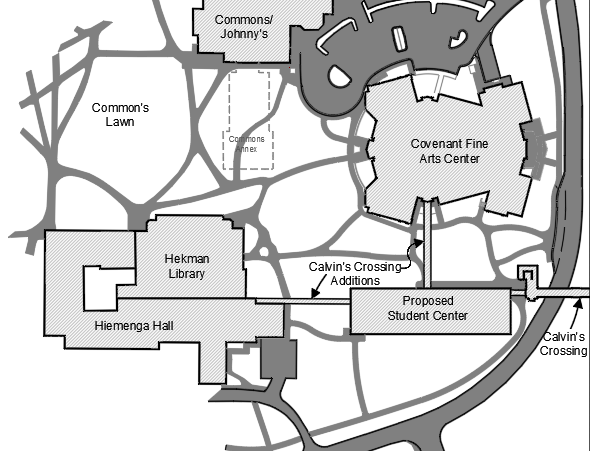 Commons/
Johnny's
Common's
Lawn
Commons
Annex
Covenant Fine
Arts Center
Hekman
Library
Calvin's Crossing
Additions
Proposed
Student Center
Hiemenga Hall
Calvin's
Crossing